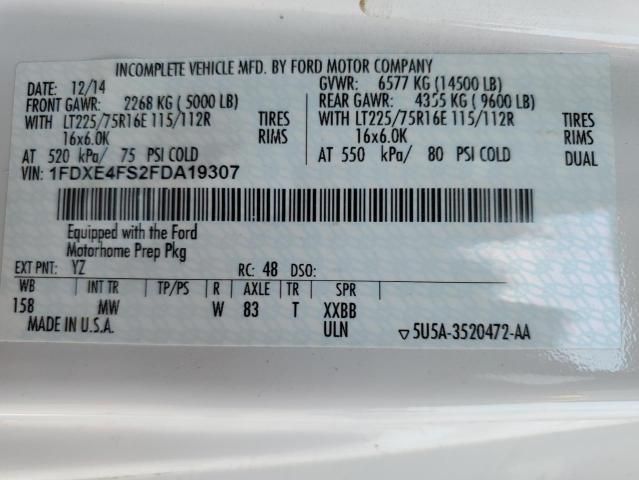 INCOMPLETE VEHICLE MFD. BY FORD MOTOR COMPANY
DATE: 12/14 GVWR: 6577 KG (14500 LB)
FRONT GAWR: 2268 KG ( 5000 LB) REAR GAWR: 4355 KG ( 9600 LB)
WITH LT225/75R16E 115/112R TIRES WITH LT225/75R16E 115/112R TIRES
16x6.0K RIMS 16x6.0K RIMS
AT 520 kPa/ 75 PSI COLD AT 550 kPa/ 80 PSI COLD DUAL
VIN: 1FDXE4FS2FDA19307
Equipped with the Ford
Motorhome Prep Pkg
EXT PNT: YZ RC: 48 DSO:
WB INT TR TP/PS R AXLE TR SPR
158 MW W 83 T XXBB
MADE IN U.S.A. ULN ▽5U5A-3520472-AA